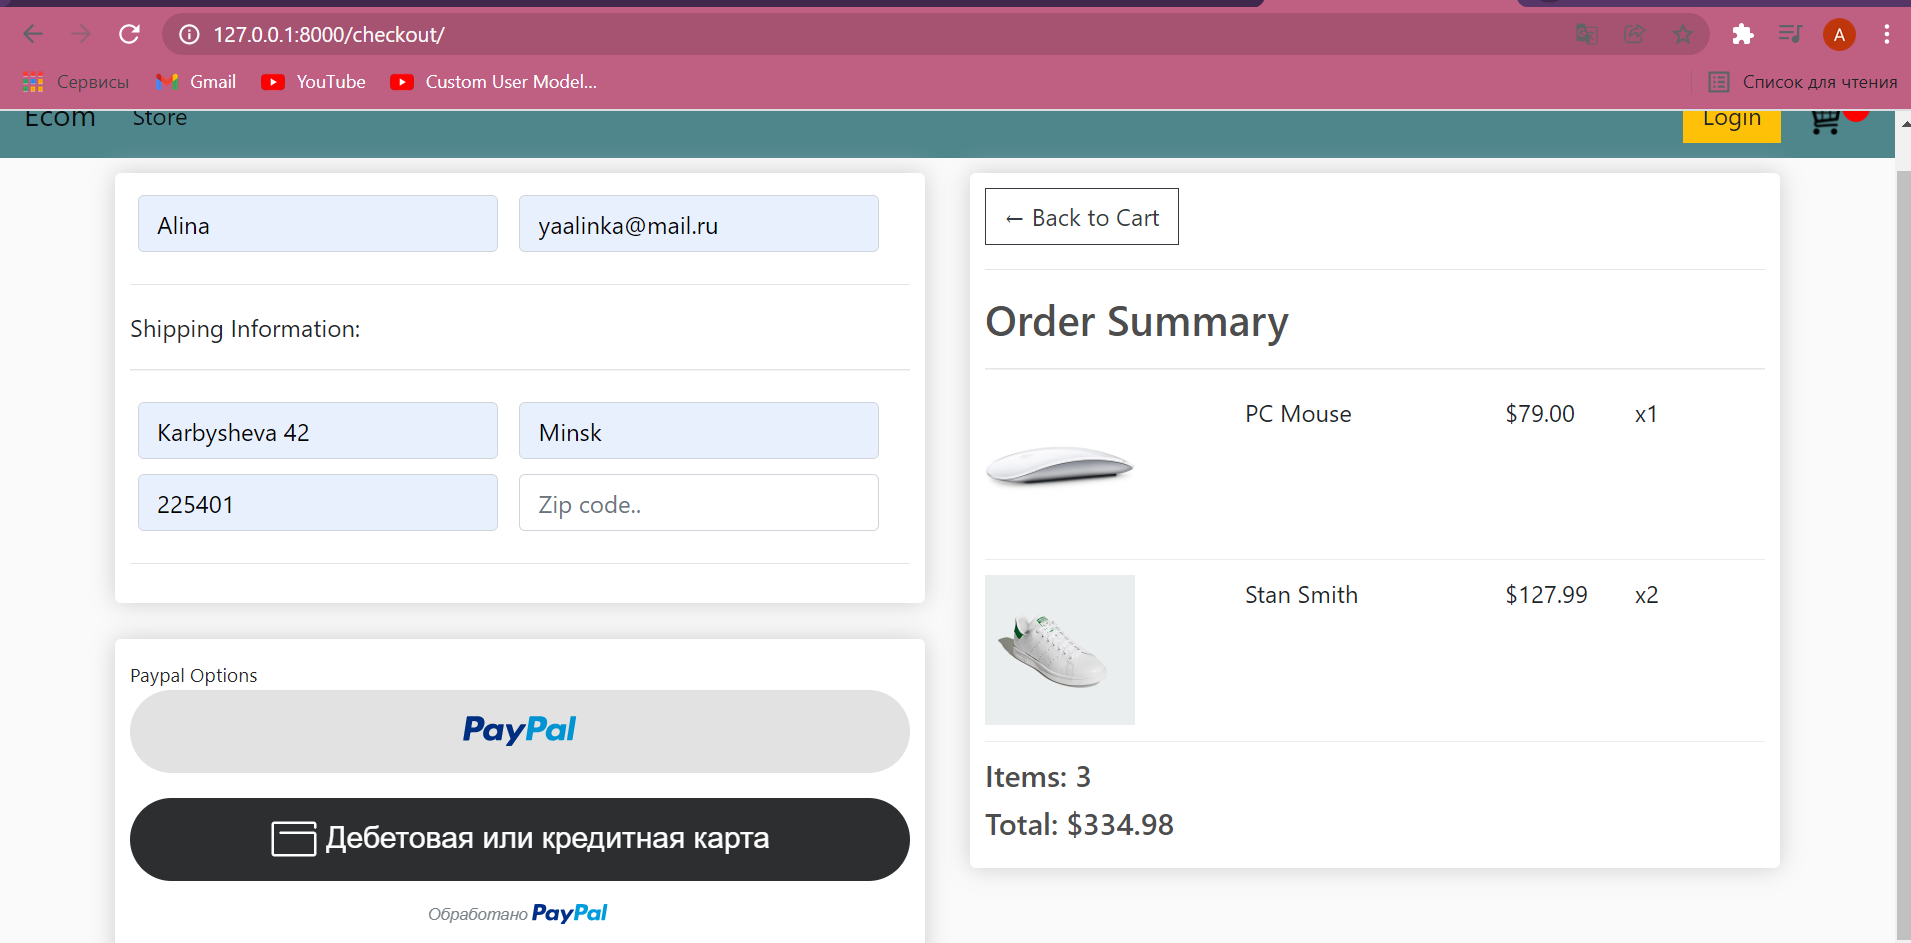 127.0.0.1:8000/checkout/
A
Сервисы Gmail YouTube Custom User Model... Список для чтения
Ecom Store Login
Alina yaalinka@mail.ru
Shipping Information:
Karbysheva 42 Minsk
225401 Zip code..
Paypal Options
PayPal
Дебетовая или кредитная карта
Обработано PayPal
← Back to Cart
Order Summary
PC Mouse $79.00 x1
Stan Smith $127.99 x2
Items: 3
Total: $334.98